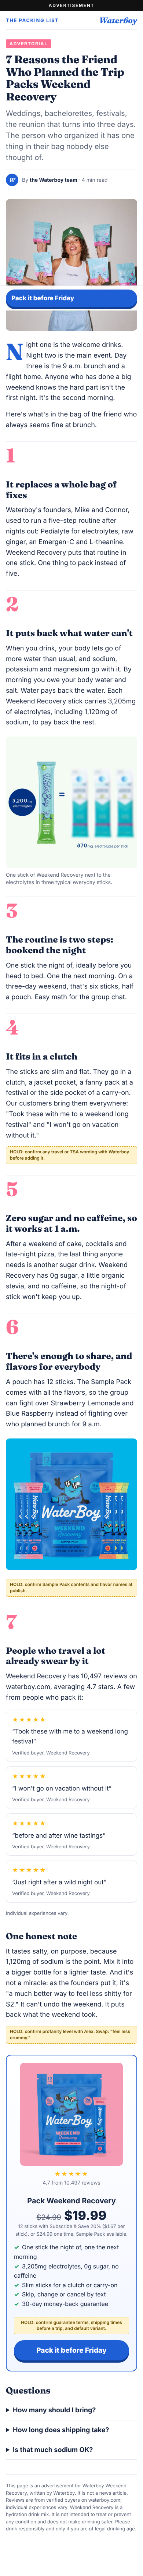 ADVERTISEMENT
THE PACKING LIST
Waterboy
ADVERTORIAL
7 Reasons the Friend
Who Planned the Trip
Packs Weekend
Recovery
Weddings, bachelorettes, festivals,
the reunion that turns into three days.
The person who organized it has one
thing in their bag nobody else
thought of.
W
By the Waterboy team · 4 min read
Pack it before Friday
Night one is the welcome drinks.
Night two is the main event. Day
three is the 9 a.m. brunch and a
flight home. Anyone who has done a big
weekend knows the hard part isn't the
first night. It's the second morning.
Here's what's in the bag of the friend who
always seems fine at brunch.
1
It replaces a whole bag of
fixes
Waterboy's founders, Mike and Connor,
used to run a five-step routine after
nights out: Pedialyte for electrolytes, raw
ginger, an Emergen-C and L-theanine.
Weekend Recovery puts that routine in
one stick. One thing to pack instead of
five.
2
It puts back what water can't
When you drink, your body lets go of
more water than usual, and sodium,
potassium and magnesium go with it. By
morning you owe your body water and
salt. Water pays back the water. Each
Weekend Recovery stick carries 3,205mg
of electrolytes, including 1,120mg of
sodium, to pay back the rest.
3,200mg
electrolytes
WaterBoy
=
670mg electrolytes per stick
One stick of Weekend Recovery next to the
electrolytes in three typical everyday sticks.
3
The routine is two steps:
bookend the night
One stick the night of, ideally before you
head to bed. One the next morning. On a
three-day weekend, that's six sticks, half
a pouch. Easy math for the group chat.
4
It fits in a clutch
The sticks are slim and flat. They go in a
clutch, a jacket pocket, a fanny pack at a
festival or the side pocket of a carry-on.
Our customers bring them everywhere:
"Took these with me to a weekend long
festival" and "I won't go on vacation
without it."
HOLD: confirm any travel or TSA wording with Waterboy
before adding it.
5
Zero sugar and no caffeine, so
it works at 1 a.m.
After a weekend of cake, cocktails and
late-night pizza, the last thing anyone
needs is another sugar drink. Weekend
Recovery has 0g sugar, a little organic
stevia, and no caffeine, so the night-of
stick won't keep you up.
6
There's enough to share, and
flavors for everybody
A pouch has 12 sticks. The Sample Pack
comes with all the flavors, so the group
can fight over Strawberry Lemonade and
Blue Raspberry instead of fighting over
who planned brunch for 9 a.m.
WaterBoy
WEEKEND
RECOVERY
HOLD: confirm Sample Pack contents and flavor names at
publish.
7
People who travel a lot
already swear by it
Weekend Recovery has 10,497 reviews on
waterboy.com, averaging 4.7 stars. A few
from people who pack it:
★★★★★
"Took these with me to a weekend long
festival"
Verified buyer, Weekend Recovery
★★★★★
"I won't go on vacation without it"
Verified buyer, Weekend Recovery
★★★★★
"before and after wine tastings"
Verified buyer, Weekend Recovery
★★★★★
"Just right after a wild night out"
Verified buyer, Weekend Recovery
Individual experiences vary.
One honest note
It tastes salty, on purpose, because
1,120mg of sodium is the point. Mix it into
a bigger bottle for a lighter taste. And it's
not a miracle: as the founders put it, it's
"a math way to feel less shitty for
$2." It can't undo the weekend. It puts
back what the weekend took.
HOLD: confirm profanity level with Alex. Swap: "feel less
crummy."
WaterBoy
WEEKEND
RECOVERY
★★★★★
4.7 from 10,497 reviews
Pack Weekend Recovery
$24.99 $19.99
12 sticks with Subscribe & Save 20% ($1.67 per
stick), or $24.99 one time. Sample Pack available.
✓ One stick the night of, one the next
morning
✓ 3,205mg electrolytes, 0g sugar, no
caffeine
✓ Slim sticks for a clutch or carry-on
✓ Skip, change or cancel by text
✓ 30-day money-back guarantee
HOLD: confirm guarantee terms, shipping times
before a trip, and default variant.
Pack it before Friday
Questions
▶ How many should I bring?
▶ How long does shipping take?
▶ Is that much sodium OK?
This page is an advertisement for Waterboy Weekend
Recovery, written by Waterboy. It is not a news article.
Reviews are from verified buyers on waterboy.com;
individual experiences vary. Weekend Recovery is a
hydration drink mix. It is not intended to treat or prevent
any condition and does not make drinking safer. Please
drink responsibly and only if you are of legal drinking age.